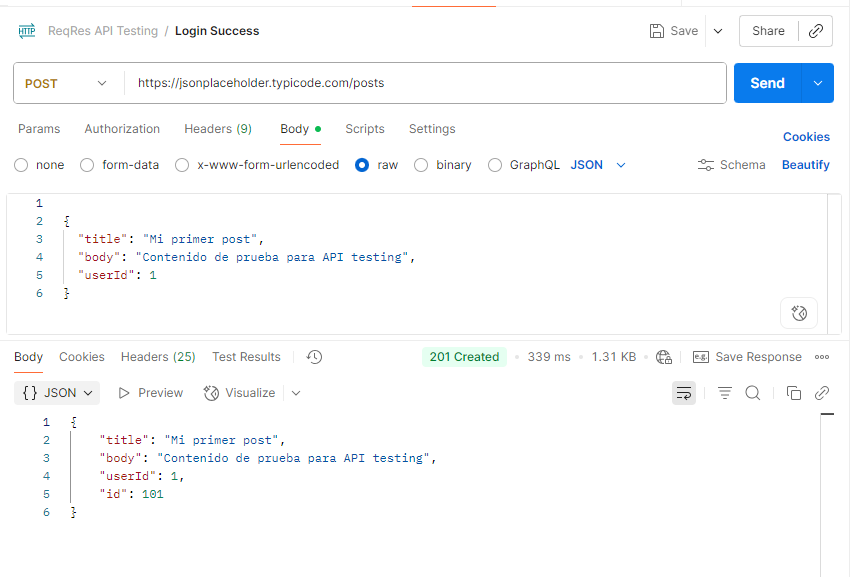 HTTP ReqRes API Testing / Login Success Save Share
POST https://jsonplaceholder.typicode.com/posts Send
Params Authorization Headers (9) Body Scripts Settings Cookies
none form-data x-www-form-urlencoded raw binary GraphQL JSON Schema Beautify
1
2 {
3 "title": "Mi primer post",
4 "body": "Contenido de prueba para API testing",
5 "userId": 1
6 }
Body Cookies Headers (25) Test Results 201 Created • 339 ms • 1.31 KB • e.g. Save Response
{} JSON Preview Visualize
1 {
2 "title": "Mi primer post",
3 "body": "Contenido de prueba para API testing",
4 "userId": 1,
5 "id": 101
6 }